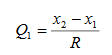 Q₁ = (x₂ − x₁) / R